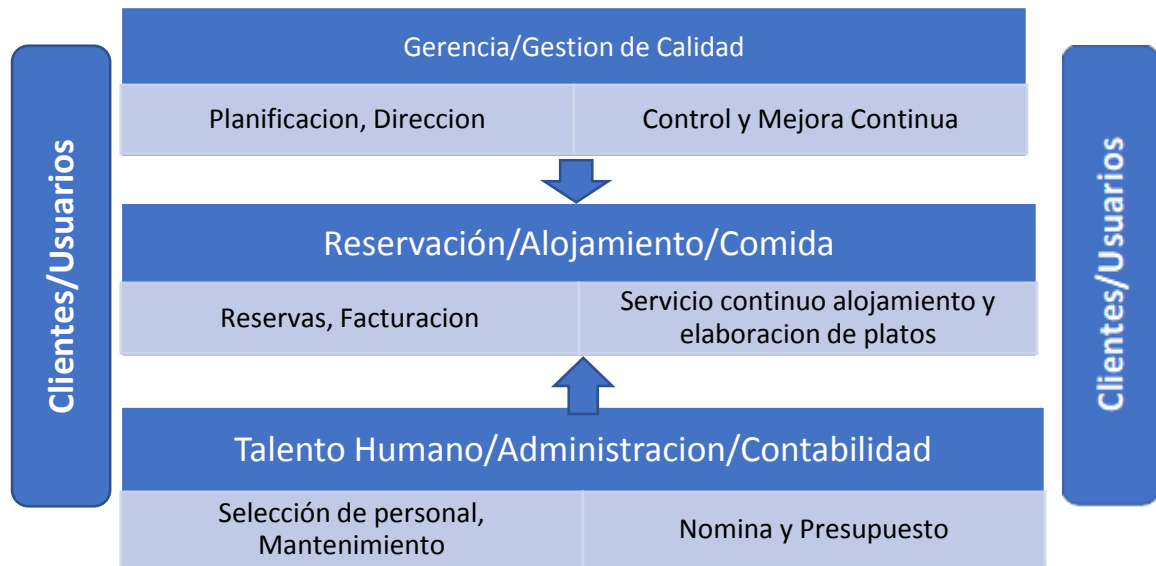 Clientes/Usuarios
Gerencia/Gestion de Calidad
Planificacion, Direccion
Control y Mejora Continua
Reservación/Alojamiento/Comida
Reservas, Facturacion
Servicio continuo alojamiento y
elaboracion de platos
Talento Humano/Administracion/Contabilidad
Selección de personal,
Mantenimiento
Nomina y Presupuesto
Clientes/Usuarios